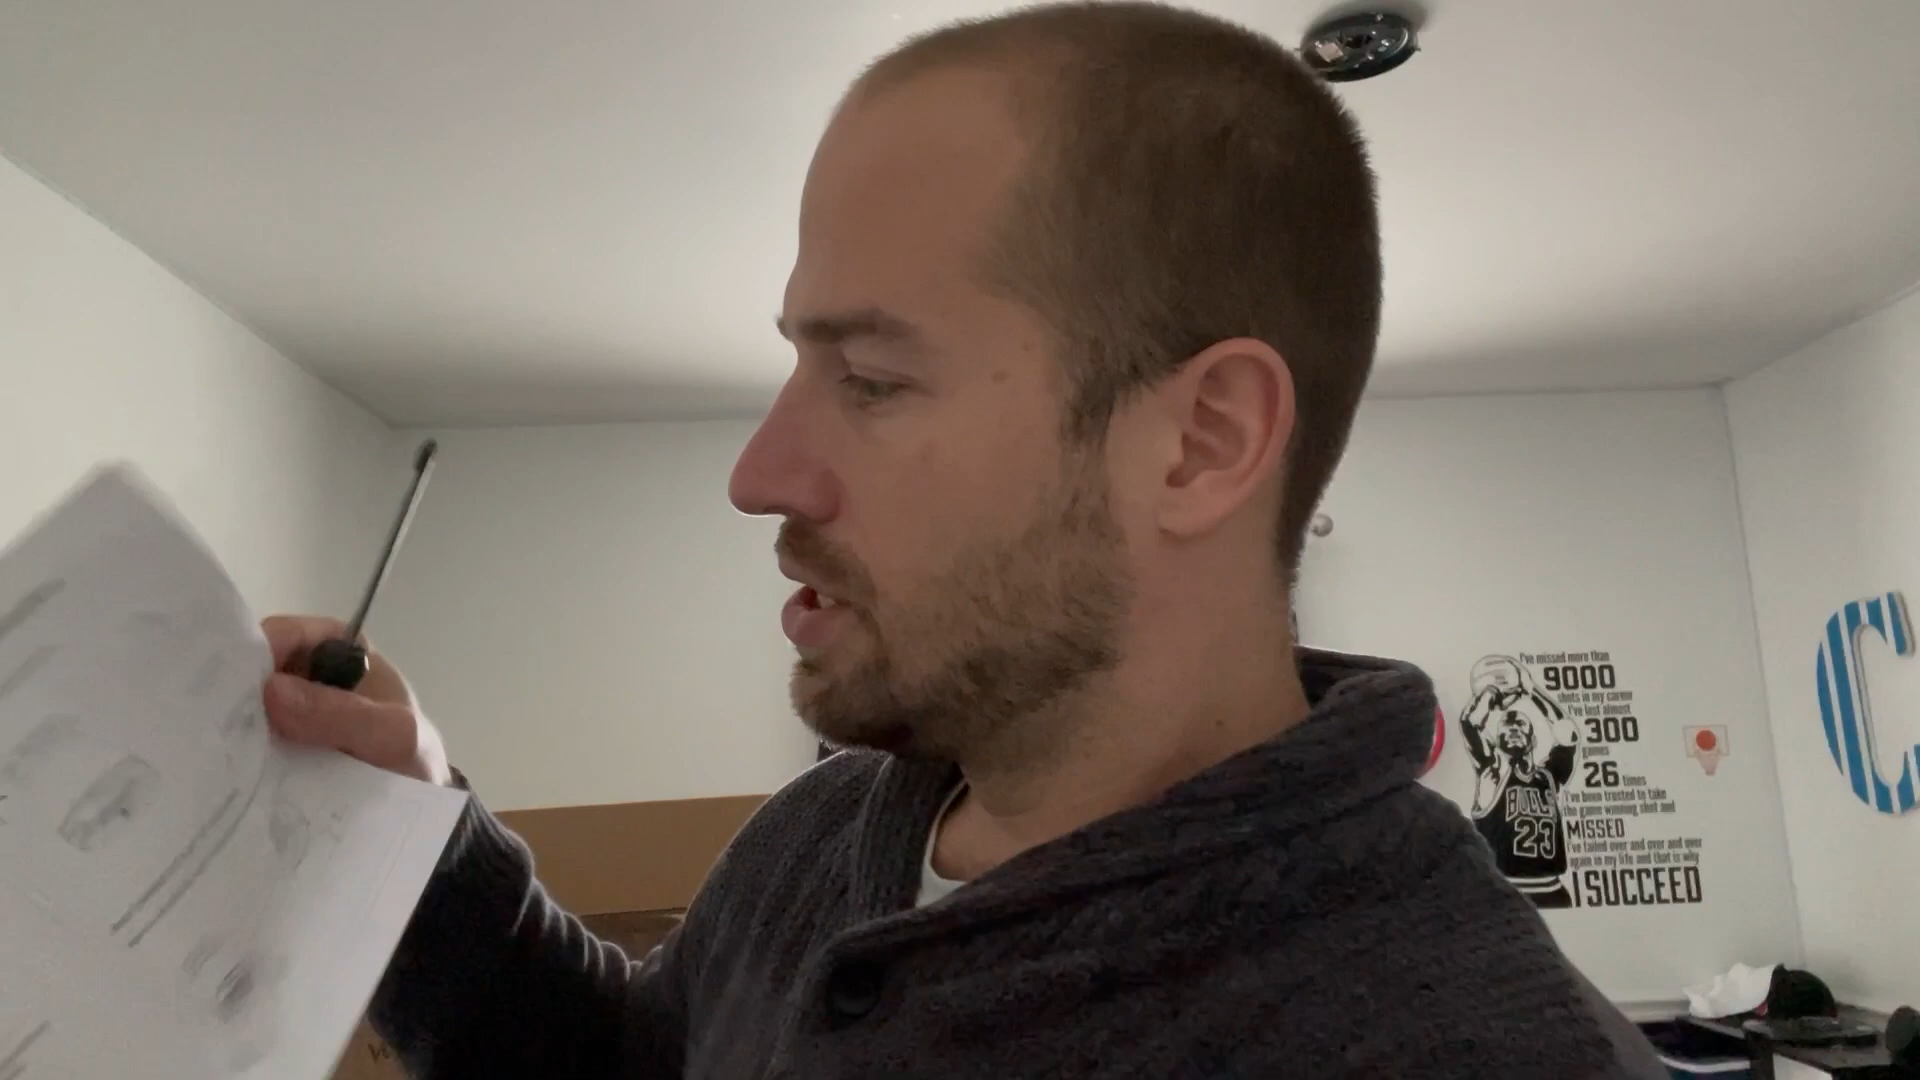 I've missed more than
9000
shots in my career
I've lost almost
300
games
26 times
I've been trusted to take
the game winning shot and
MISSED
I've failed over and over and over
again in my life and that is why
I SUCCEED
BULLS
23
C